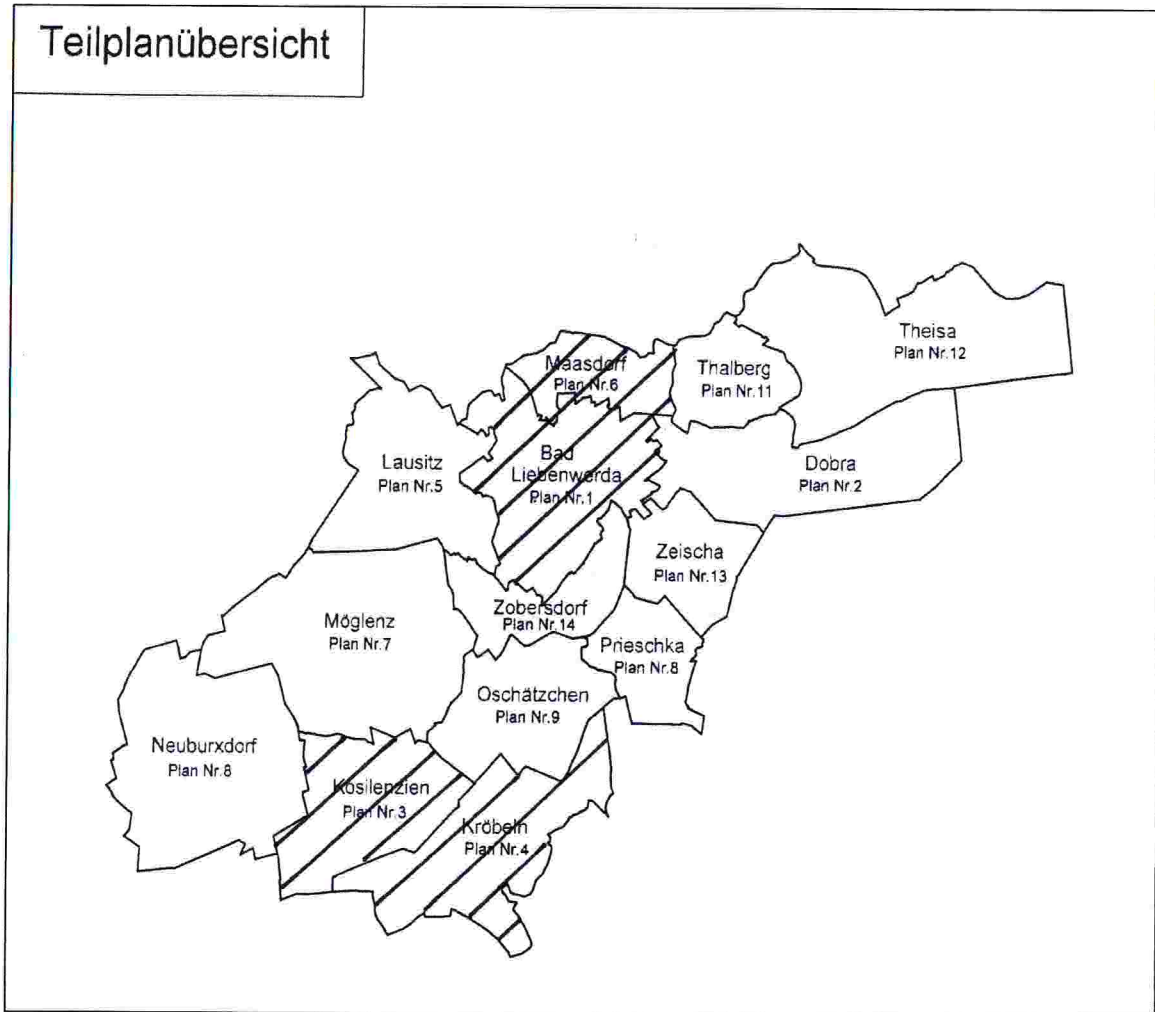 Teilplanübersicht
Theisa
Plan Nr.12
Maasdorf
Plan Nr.6
Thalberg
Plan Nr.11
Lausitz
Plan Nr.5
Bad
Liebenwerda
Plan Nr.1
Dobra
Plan Nr.2
Zeischa
Plan Nr.13
Zobersdorf
Plan Nr.14
Möglenz
Plan Nr.7
Prieschka
Plan Nr.8
Oschätzchen
Plan Nr.9
Neuburxdorf
Plan Nr.8
Kosilenzien
Plan Nr.3
Kröbeln
Plan Nr.4